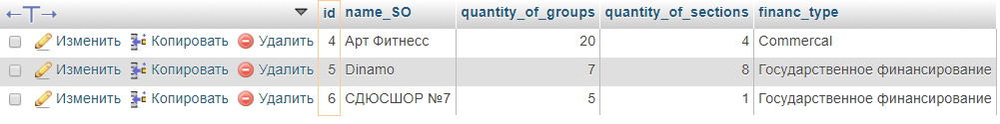 ←T→ id name_SO quantity_of_groups quantity_of_sections financ_type
Изменить Копировать Удалить 4 Арт Фитнесс 20 4 Commercal
Изменить Копировать Удалить 5 Dinamo 7 8 Государственное финансирование
Изменить Копировать Удалить 6 СДЮСШОР №7 5 1 Государственное финансирование